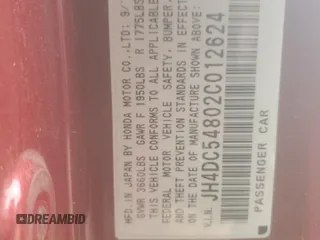 MFD. IN JAPAN BY HONDA MOTOR CO., LTD. 9/
GVWR 3660LBS GAWR F 1950LBS R 1775LBS
THIS VEHICLE CONFORMS TO ALL APPLICABLE
FEDERAL MOTOR VEHICLE SAFETY, BUMPER,
AND THEFT PREVENTION STANDARDS IN EFFECT
ON THE DATE OF MANUFACTURE SHOWN ABOVE.
V.I.N. JH4DC54802C012624
PASSENGER CAR
DREAMBID